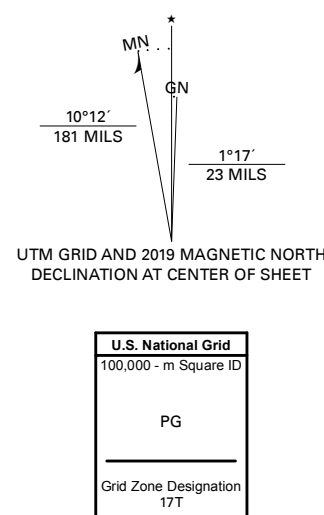 ★
MN
GN
10°12´
181 MILS
1°17´
23 MILS
UTM GRID AND 2019 MAGNETIC NORTH
DECLINATION AT CENTER OF SHEET
U.S. National Grid
100,000 - m Square ID
PG
Grid Zone Designation
17T